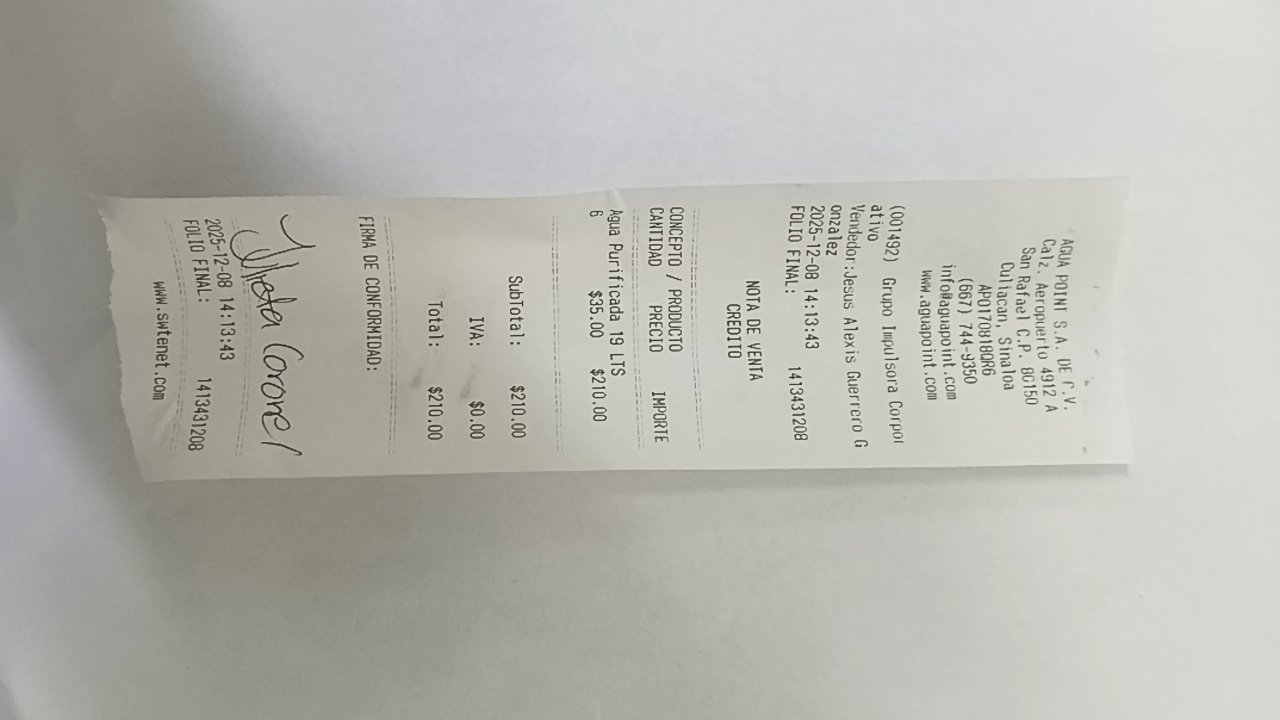 AGUA POINT S.A. DE C.V.
Calz. Aeropuerto 4912 A
San Rafael C.P. 80150
Culiacan, Sinaloa
APO170918QR6
(667) 744-9350
info@aguapoint.com
www.aguapoint.com
(001492) Grupo Impulsora Corpor
ativo
Vendedor:Jesus Alexis Guerrero G
onzalez
2025-12-08 14:13:43 1413431208
FOLIO FINAL:
NOTA DE VENTA
CREDITO
CONCEPTO / PRODUCTO
CANTIDAD PRECIO IMPORTE
Agua Purificada 19 LTS
6 $35.00 $210.00
SubTotal: $210.00
IVA: $0.00
Total: $210.00
FIRMA DE CONFORMIDAD:
Julieta Coronel
2025-12-08 14:13:43
FOLIO FINAL: 1413431208
www.swtenet.com